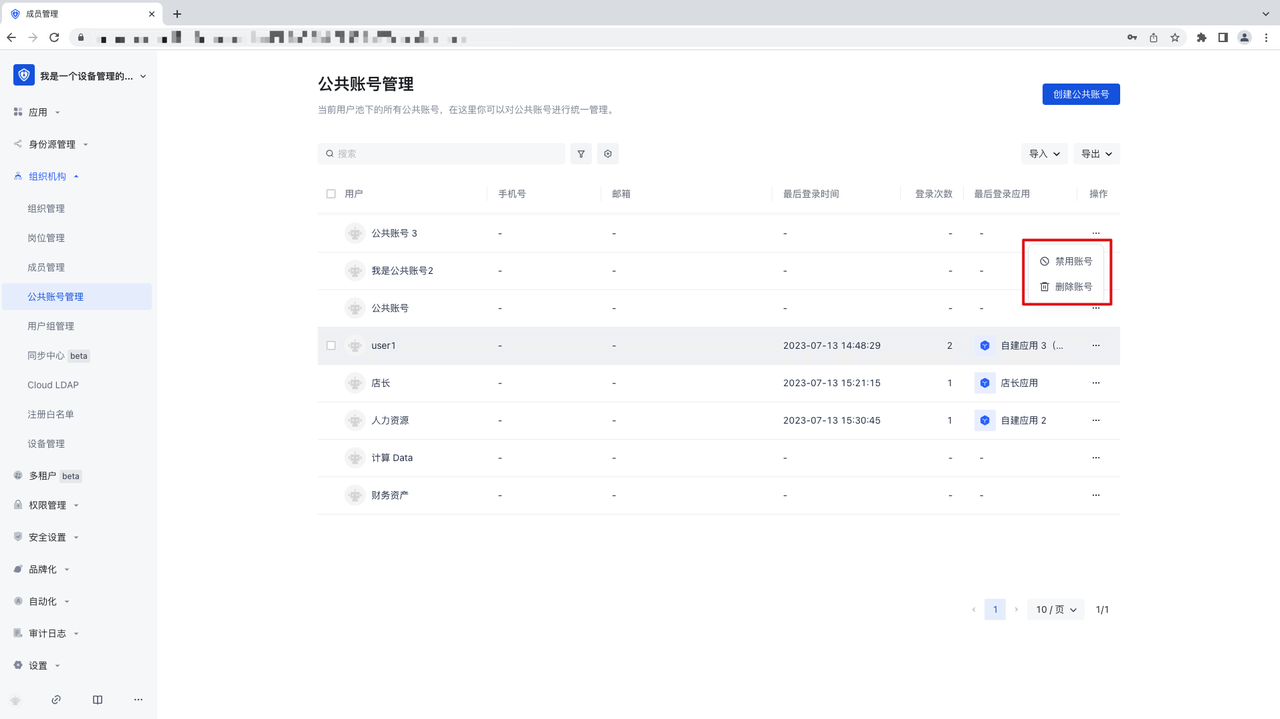 成员管理
我是一个设备管理的...
应用
身份源管理
组织机构
组织管理
岗位管理
成员管理
公共账号管理
用户组管理
同步中心 beta
Cloud LDAP
注册白名单
设备管理
多租户 beta
权限管理
安全设置
品牌化
自动化
审计日志
设置
公共账号管理
当前用户池下的所有公共账号，在这里你可以对公共账号进行统一管理。
创建公共账号
搜索
导入 导出
用户 手机号 邮箱 最后登录时间 登录次数 最后登录应用 操作
公共账号 3 - - - - - ...
禁用账号
删除账号
我是公共账号2 - - - - -
公共账号 - - - - - ...
user1 - - 2023-07-13 14:48:29 2 自建应用 3（... ...
店长 - - 2023-07-13 15:21:15 1 店长应用 ...
人力资源 - - 2023-07-13 15:30:45 1 自建应用 2 ...
计算 Data - - - - - ...
财务资产 - - - - - ...
1 10 / 页 1/1